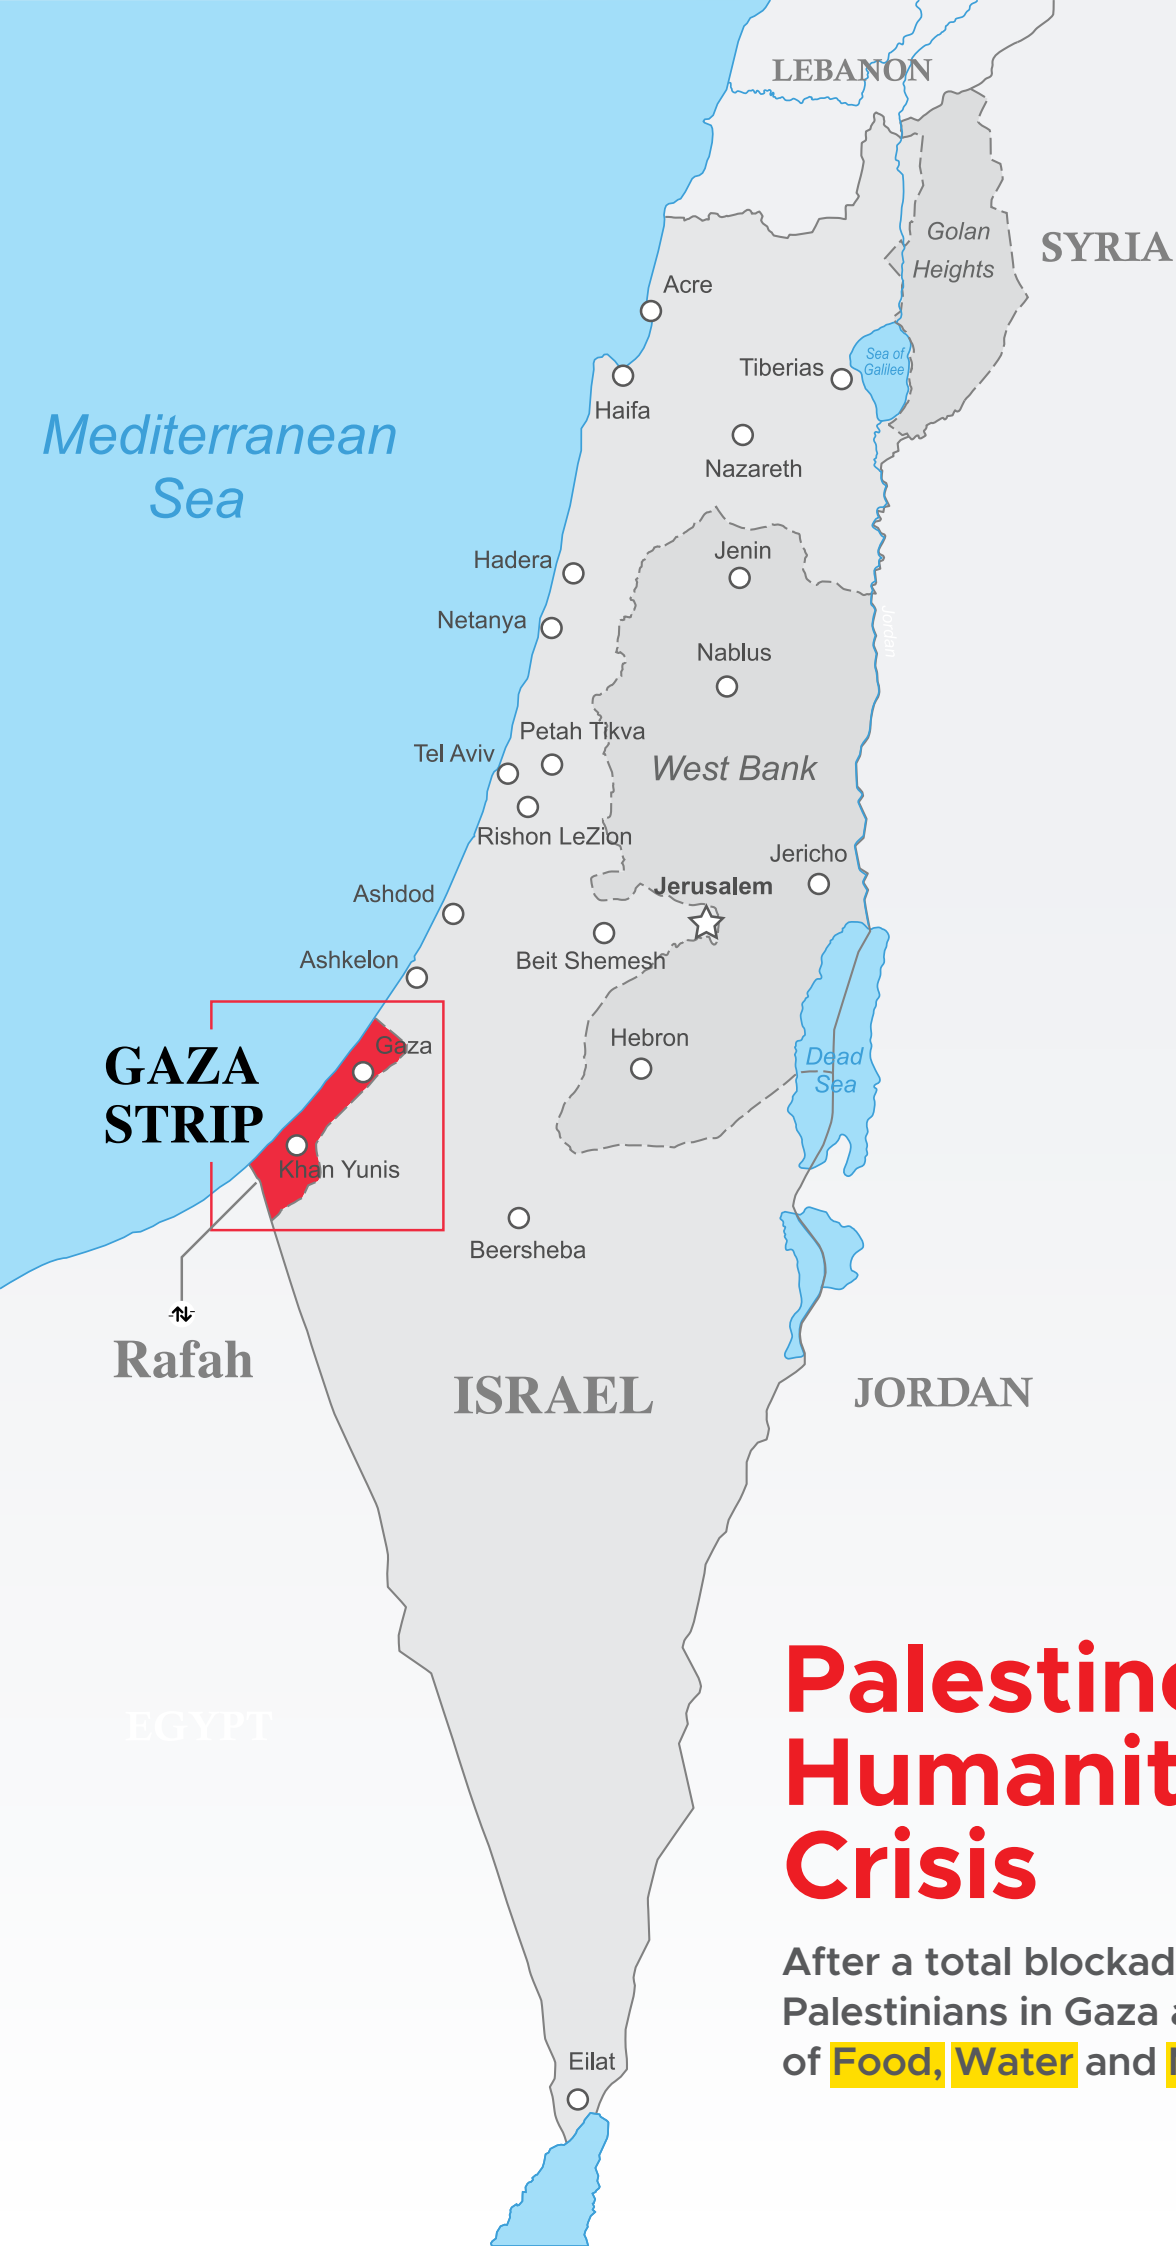 LEBANON
Golan
Heights
SYRIA
Acre
Sea of
Galilee
Tiberias
Haifa
Mediterranean
Sea
Nazareth
Jenin
Hadera
Jordan
Netanya
Nablus
Petah Tikva
Tel Aviv
West Bank
Rishon LeZion
Jericho
Jerusalem
Ashdod
Ashkelon
Beit Shemesh
Hebron
Gaza
GAZA
STRIP
Dead
Sea
Khan Yunis
Beersheba
Rafah
ISRAEL
JORDAN
EGYPT
Palestin
Humanit
Crisis
After a total blockad
Palestinians in Gaza
of Food, Water and
Eilat